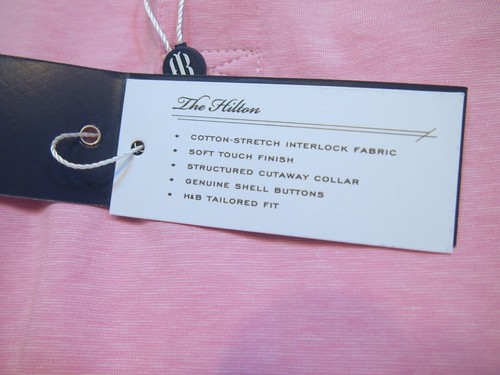 The Hilton
COTTON-STRETCH INTERLOCK FABRIC
SOFT TOUCH FINISH
STRUCTURED CUTAWAY COLLAR
GENUINE SHELL BUTTONS
H&B TAILORED FIT